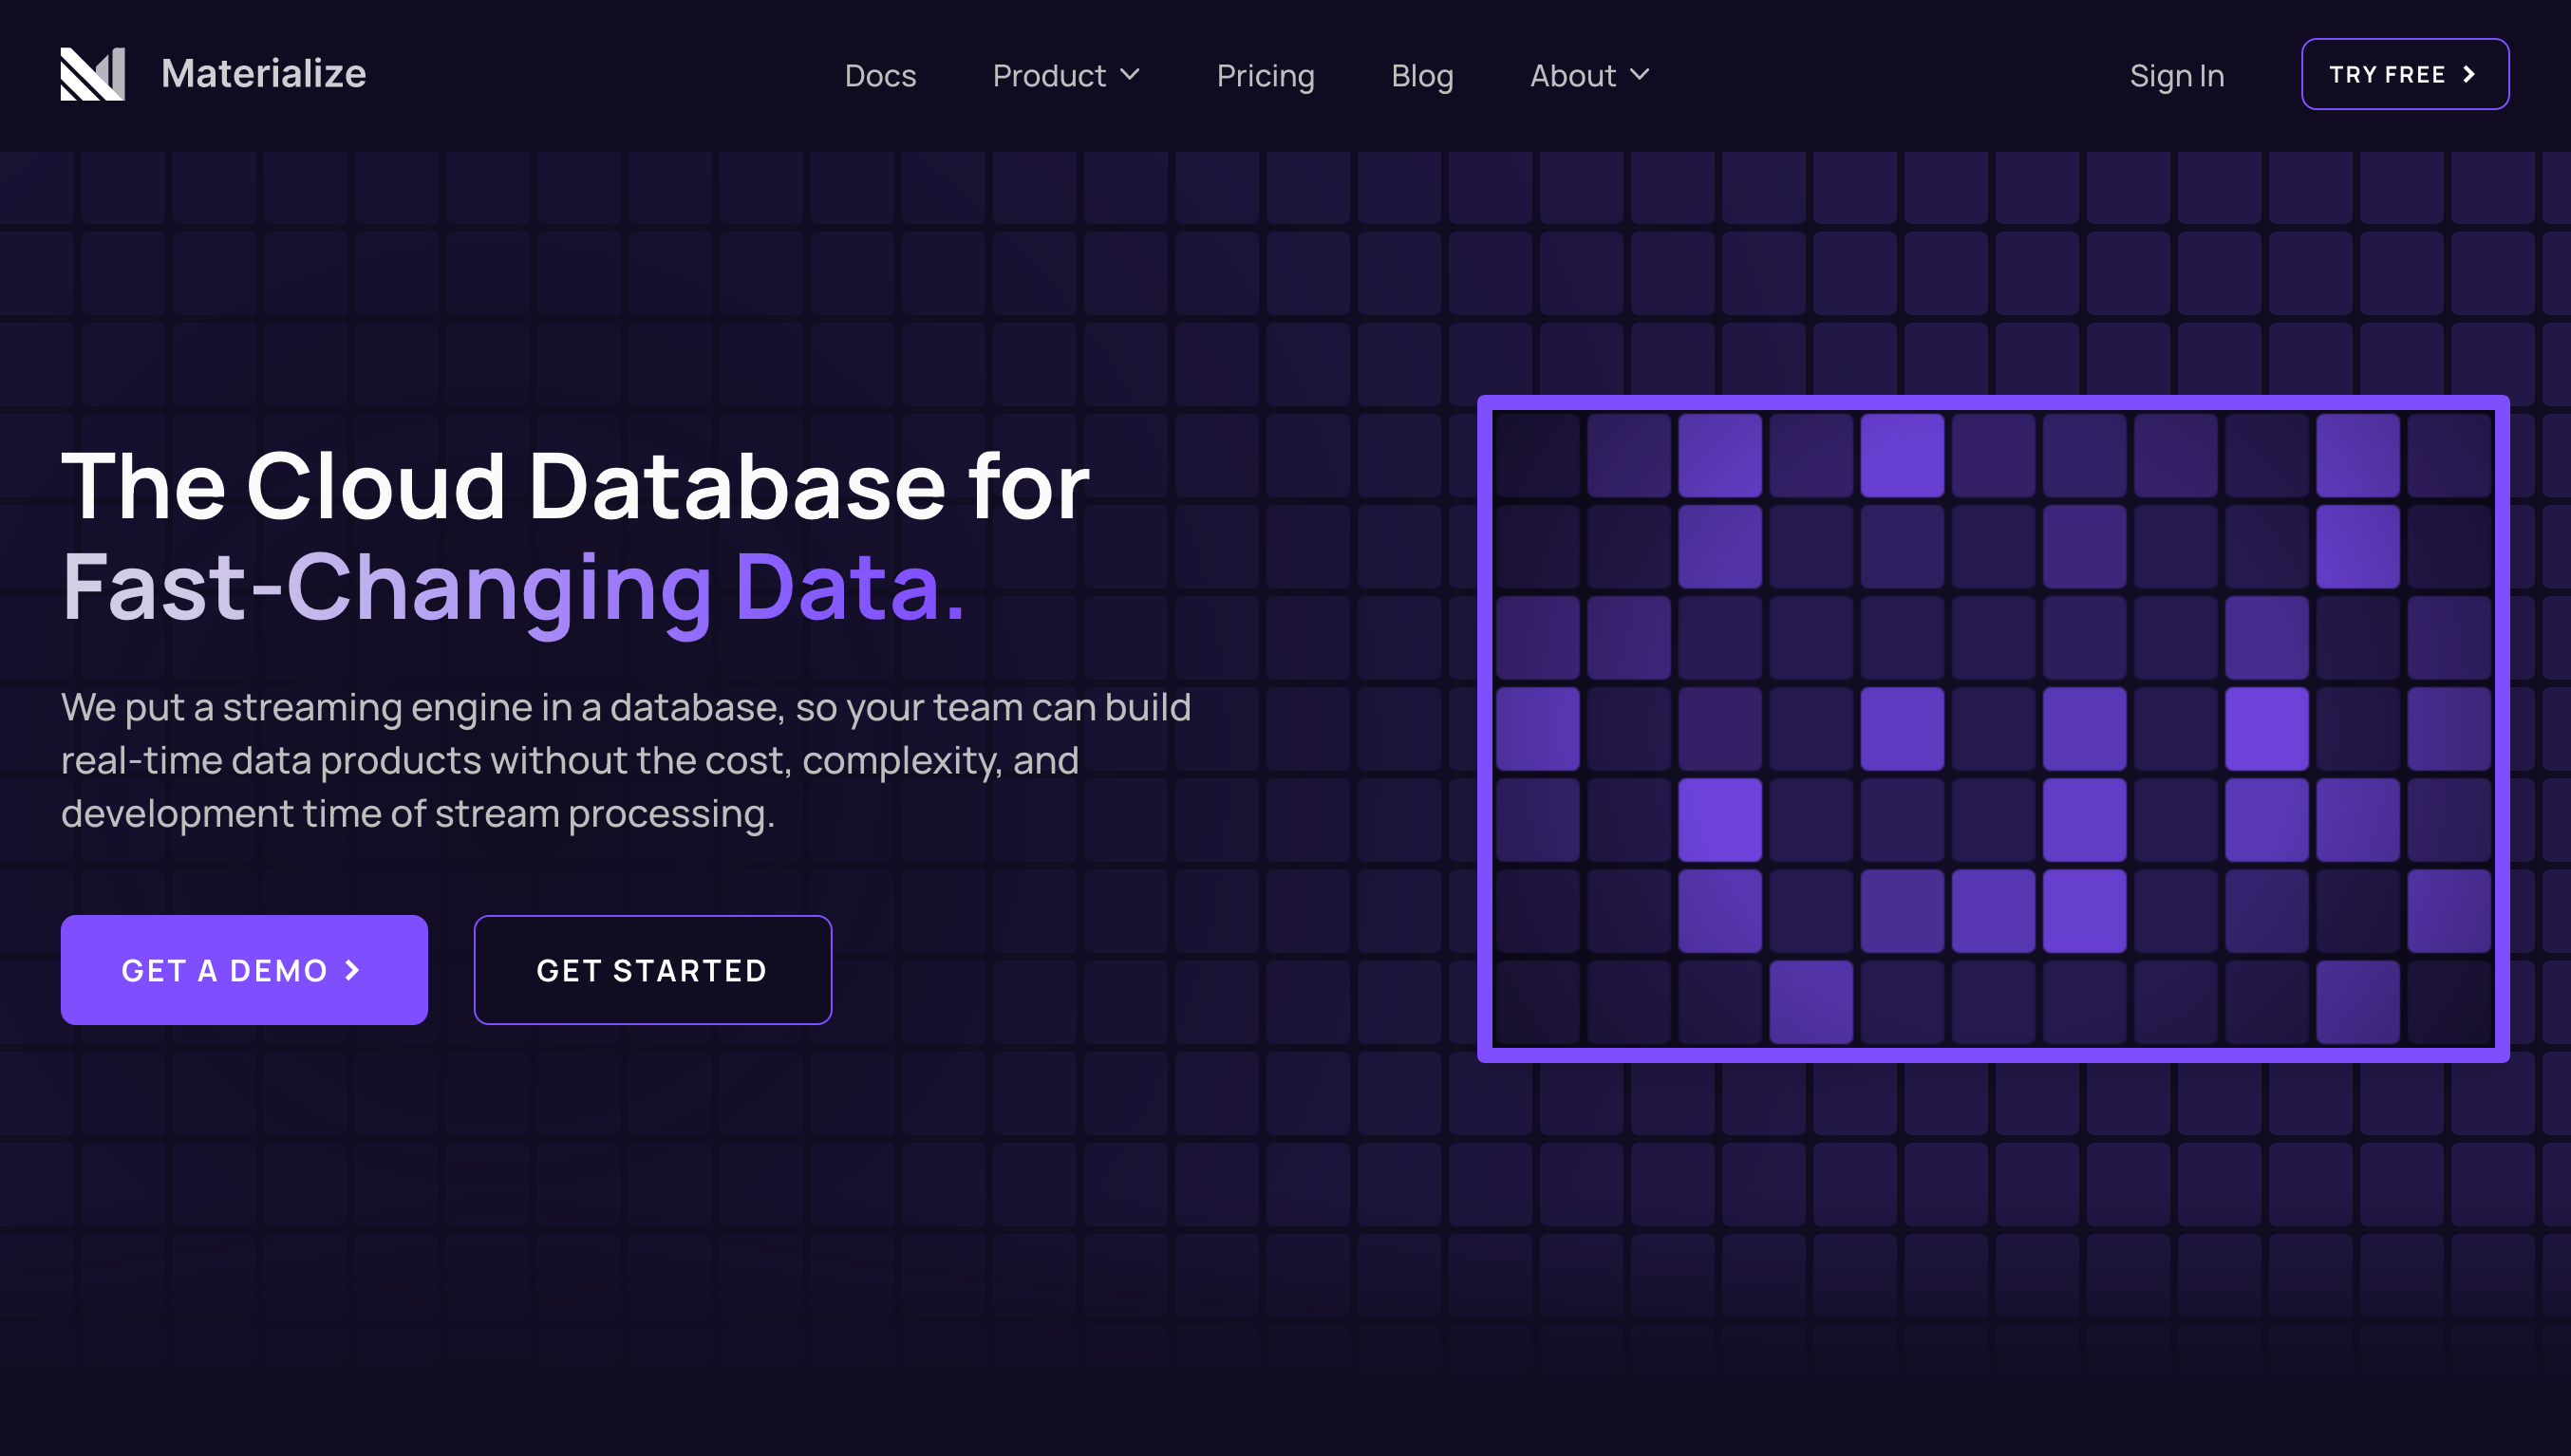 Materialize
Docs
Product
Pricing
Blog
About
Sign In
TRY FREE
The Cloud Database for
Fast-Changing Data.
We put a streaming engine in a database, so your team can build
real-time data products without the cost, complexity, and
development time of stream processing.
GET A DEMO
GET STARTED